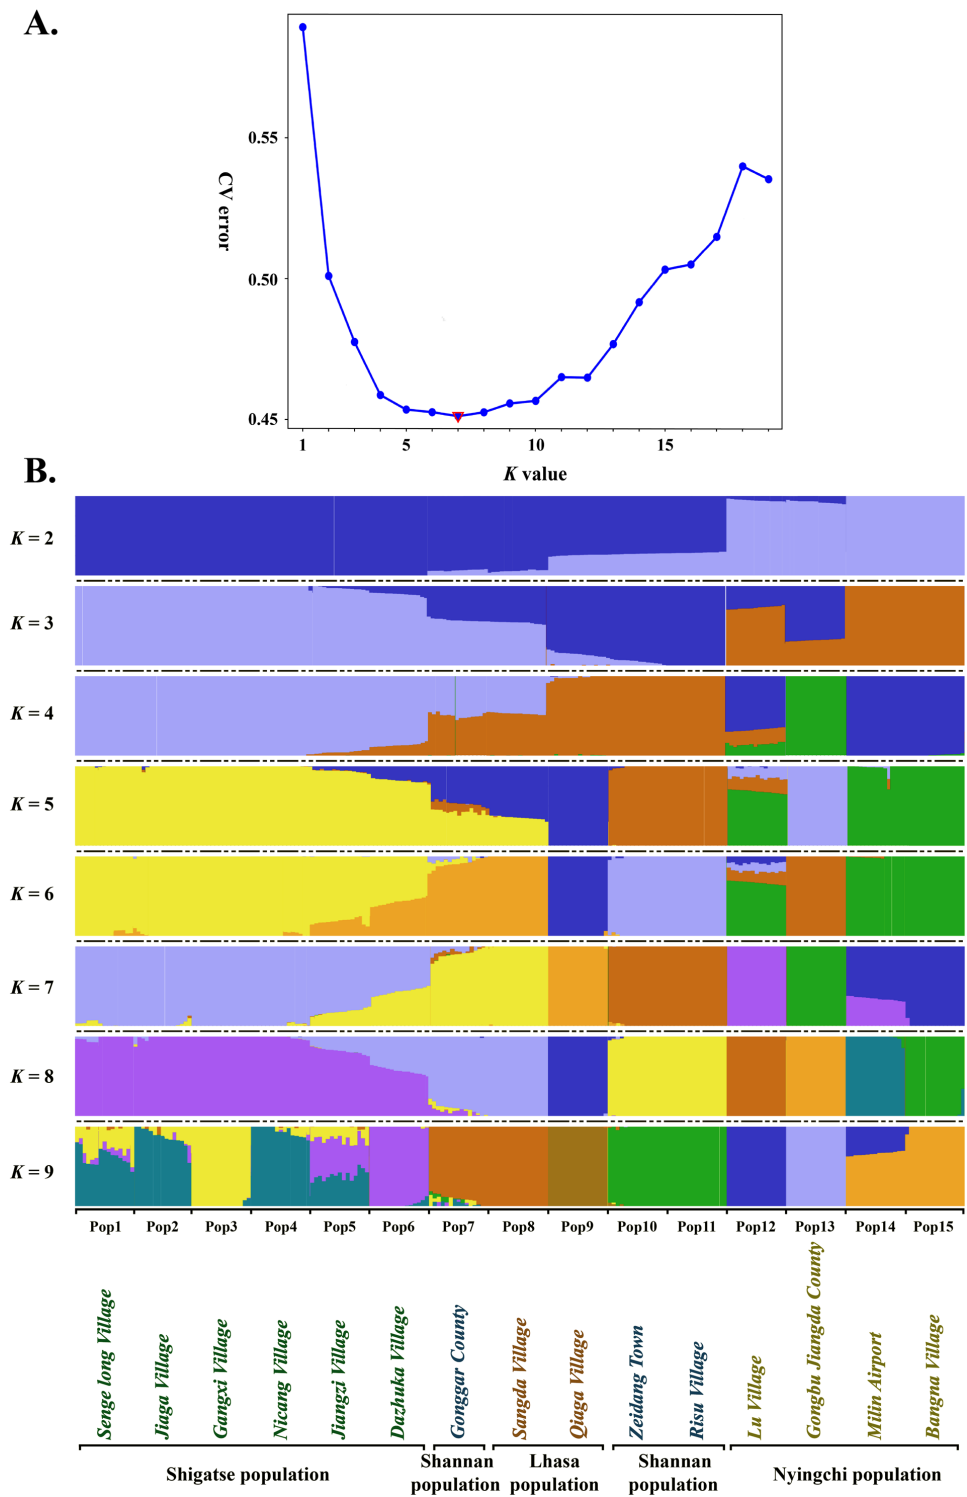 A.
0.55
0.50
0.45
CV error
1 5 10 15
K value
B.
K = 2
K = 3
K = 4
K = 5
K = 6
K = 7
K = 8
K = 9
Pop1 Pop2 Pop3 Pop4 Pop5 Pop6 Pop7 Pop8 Pop9 Pop10 Pop11 Pop12 Pop13 Pop14 Pop15
Senge long Village
Jiaga Village
Gangxi Village
Nicang Village
Jiangzi Village
Dazhuka Village
Gonggar County
Sangda Village
Qiaga Village
Zeidang Town
Risu Village
Lu Village
Gongbu Jiangda County
Milin Airport
Bangna Village
Shigatse population
Shannan
population
Lhasa
population
Shannan
population
Nyingchi population